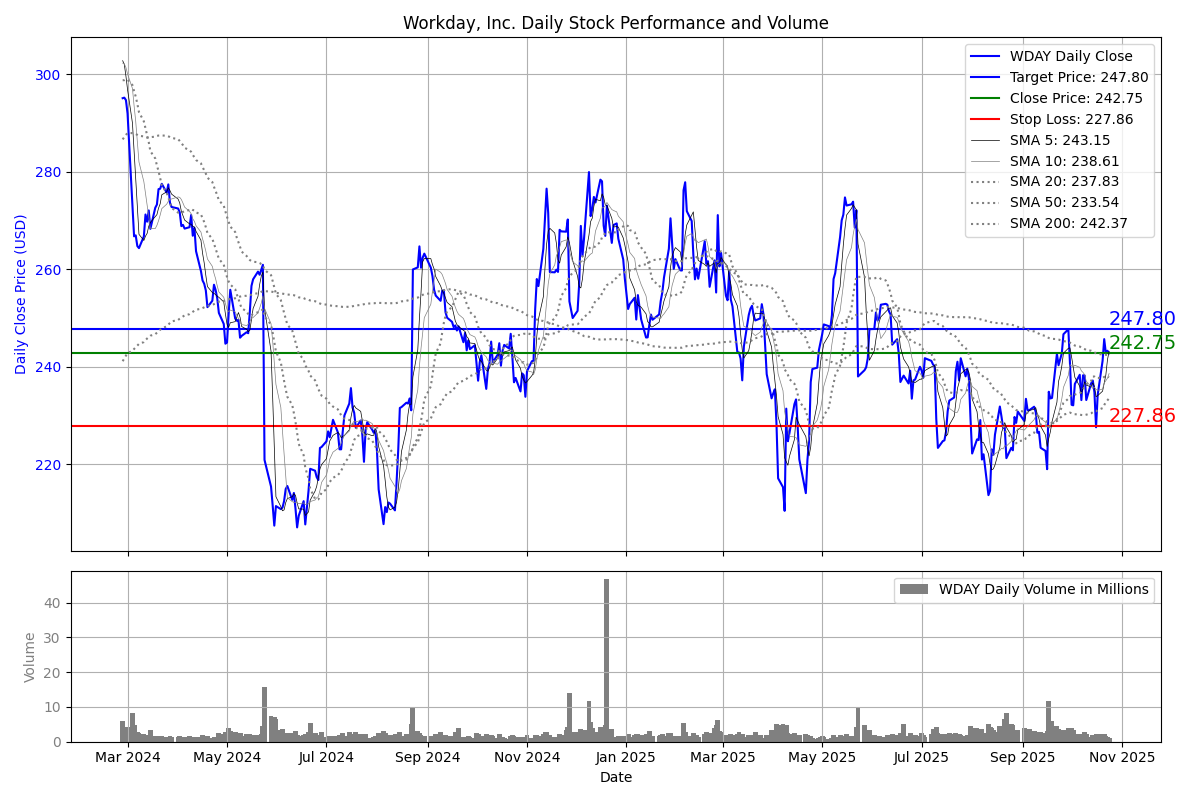 Workday, Inc. Daily Stock Performance and Volume
Daily Close Price (USD)
300
280
260
240
220
WDAY Daily Close
Target Price: 247.80
Close Price: 242.75
Stop Loss: 227.86
SMA 5: 243.15
SMA 10: 238.61
SMA 20: 237.83
SMA 50: 233.54
SMA 200: 242.37
247.80
242.75
227.86
Volume
40
30
20
10
0
WDAY Daily Volume in Millions
Mar 2024 May 2024 Jul 2024 Sep 2024 Nov 2024 Jan 2025 Mar 2025 May 2025 Jul 2025 Sep 2025 Nov 2025
Date